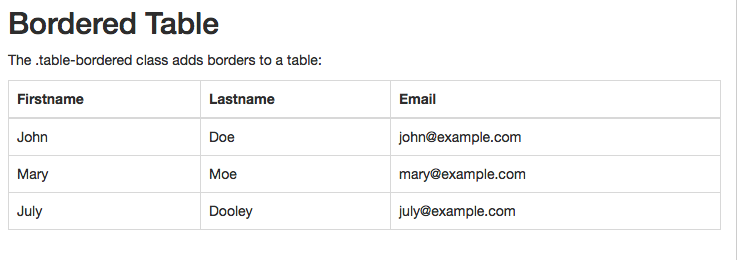 Bordered Table
The .table-bordered class adds borders to a table:
Firstname Lastname Email
John Doe john@example.com
Mary Moe mary@example.com
July Dooley july@example.com